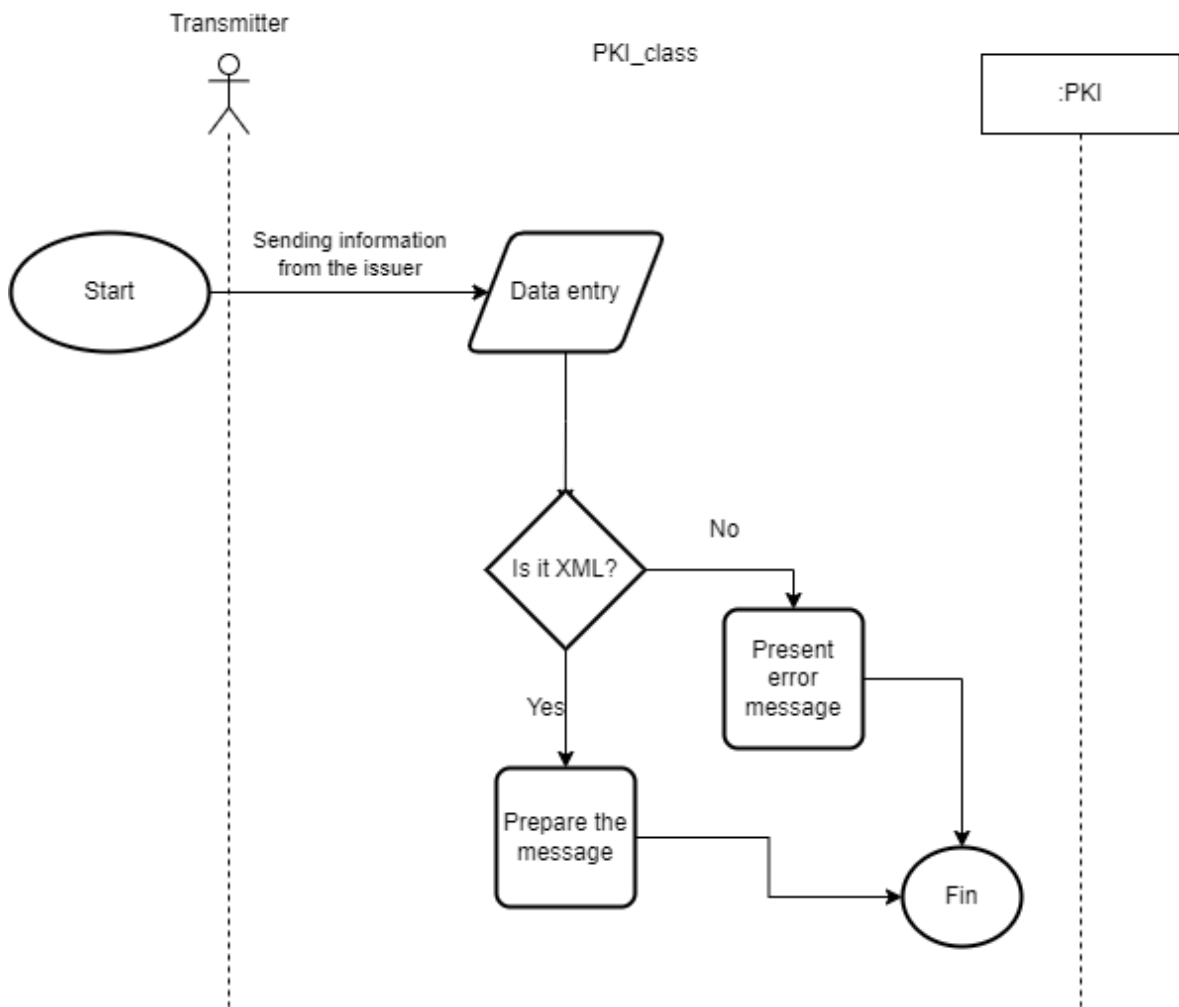 Transmitter
PKI_class
:PKI
Start
Sending information
from the issuer
Data entry
Is it XML?
No
Present
error
message
Yes
Prepare the
message
Fin